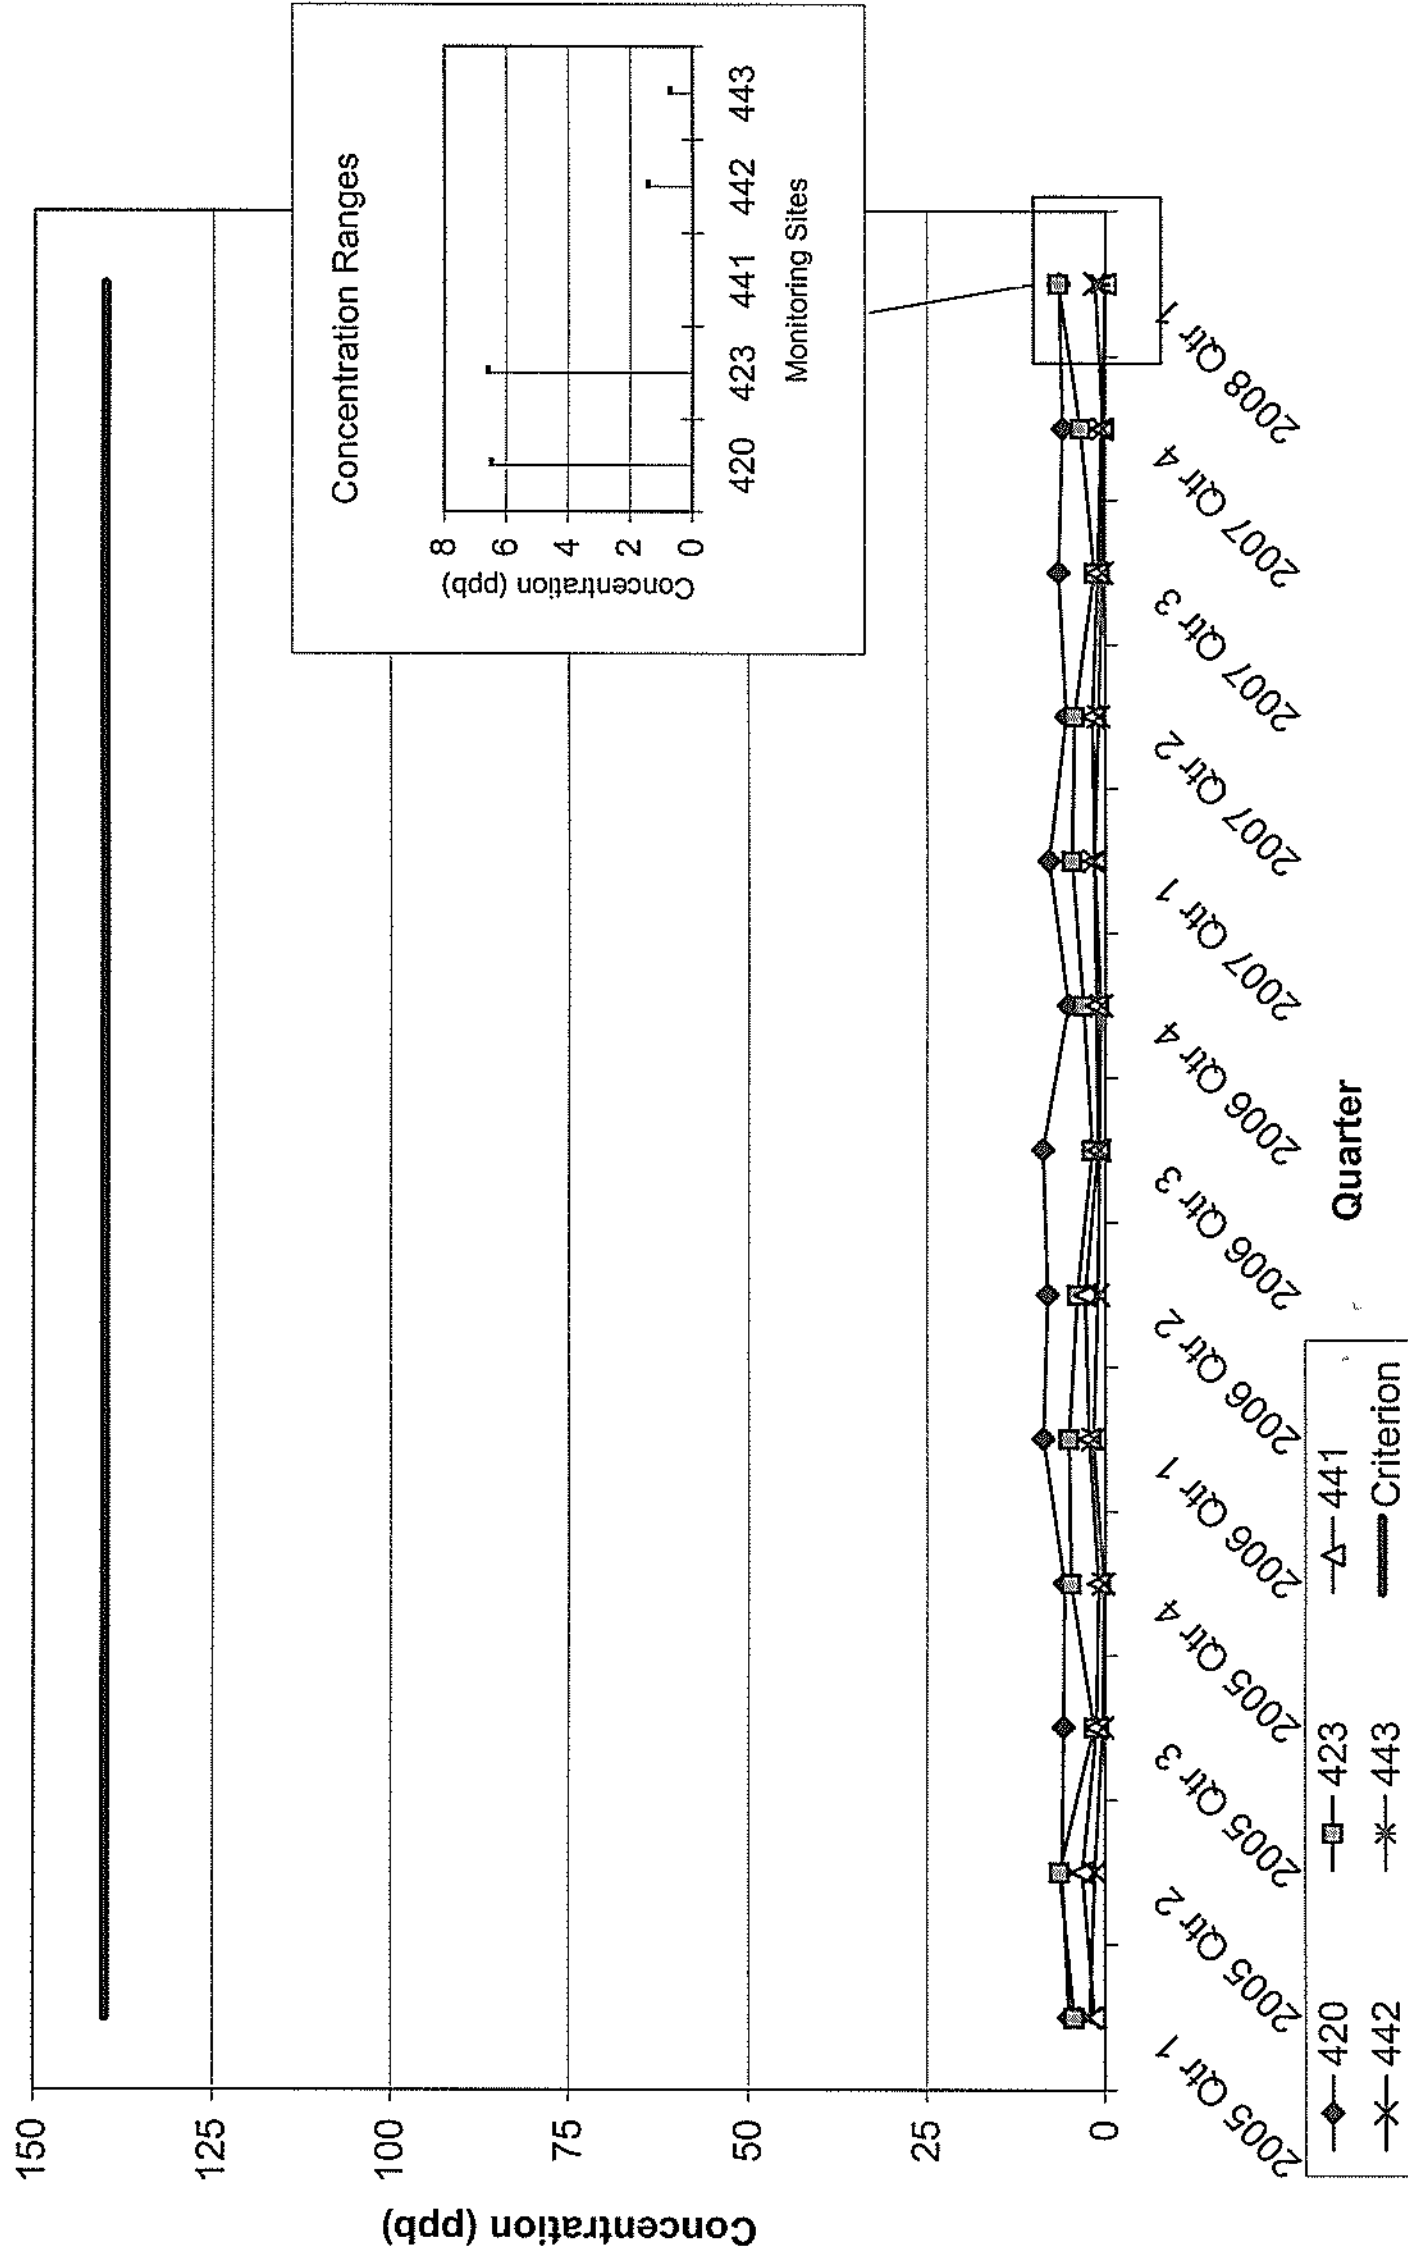 Concentration (ppb)
150
125
100
75
50
25
0
Concentration Ranges
Concentration (ppb)
8
6
4
2
0
420 423 441 442 443
Monitoring Sites
2005 Qtr 1
2005 Qtr 2
2005 Qtr 3
2005 Qtr 4
2006 Qtr 1
2006 Qtr 2
2006 Qtr 3
2006 Qtr 4
2007 Qtr 1
2007 Qtr 2
2007 Qtr 3
2007 Qtr 4
2008 Qtr 1
Quarter
420 423 441
442 443 Criterion